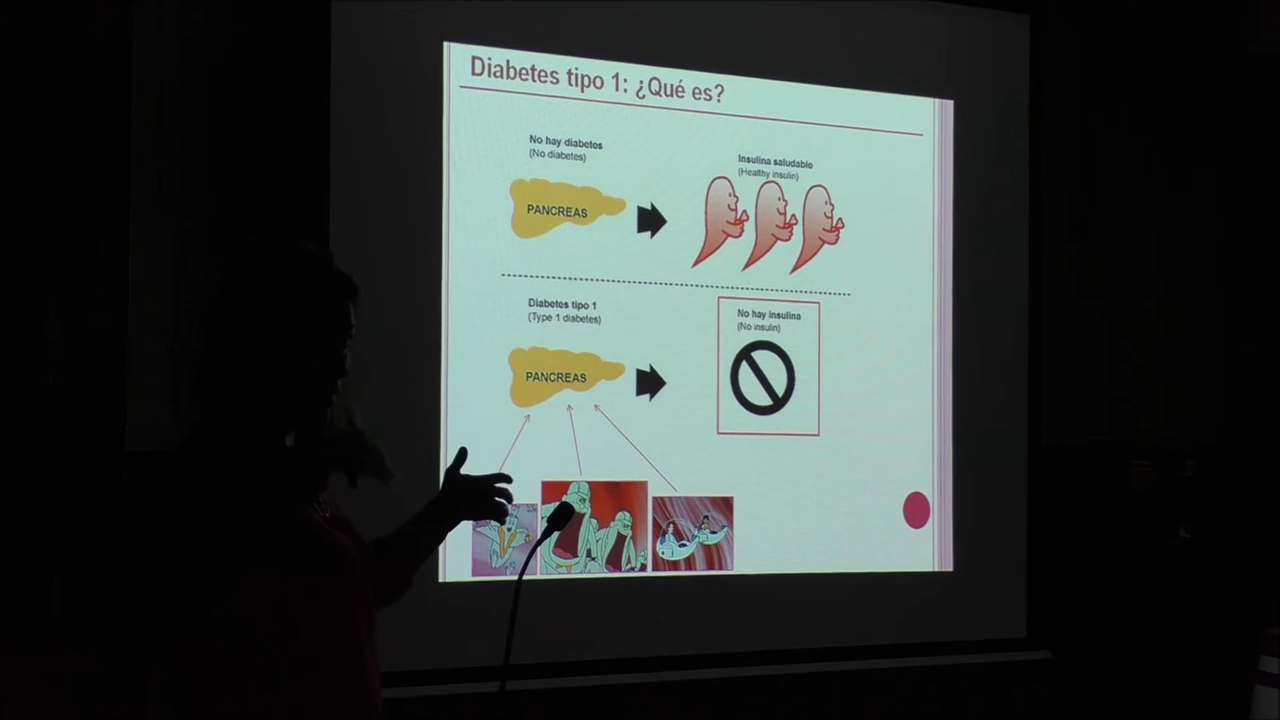 Diabetes tipo 1: ¿Qué es?
No hay diabetes
(No diabetes)
Insulina saludable
(Healthy insulin)
PANCREAS
Diabetes tipo 1
(Type 1 diabetes)
No hay insulina
(No insulin)
PANCREAS